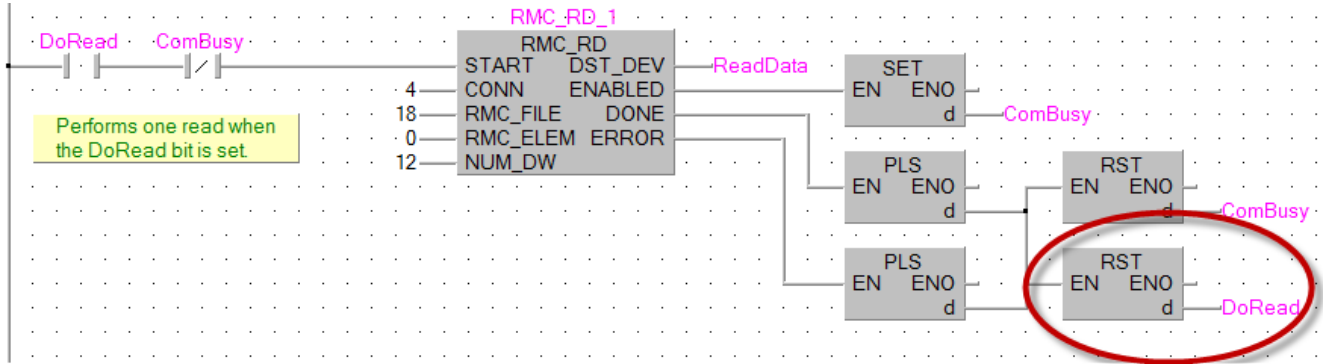 RMC_RD_1
DoRead ComBusy
RMC_RD
START DST_DEV ReadData
4 CONN ENABLED
18 RMC_FILE DONE
0 RMC_ELEM ERROR
12 NUM_DW
Performs one read when
the DoRead bit is set.
SET
EN ENO
d ComBusy
PLS
EN ENO
d
RST
EN ENO
d ComBusy
PLS
EN ENO
d
RST
EN ENO
d DoRead